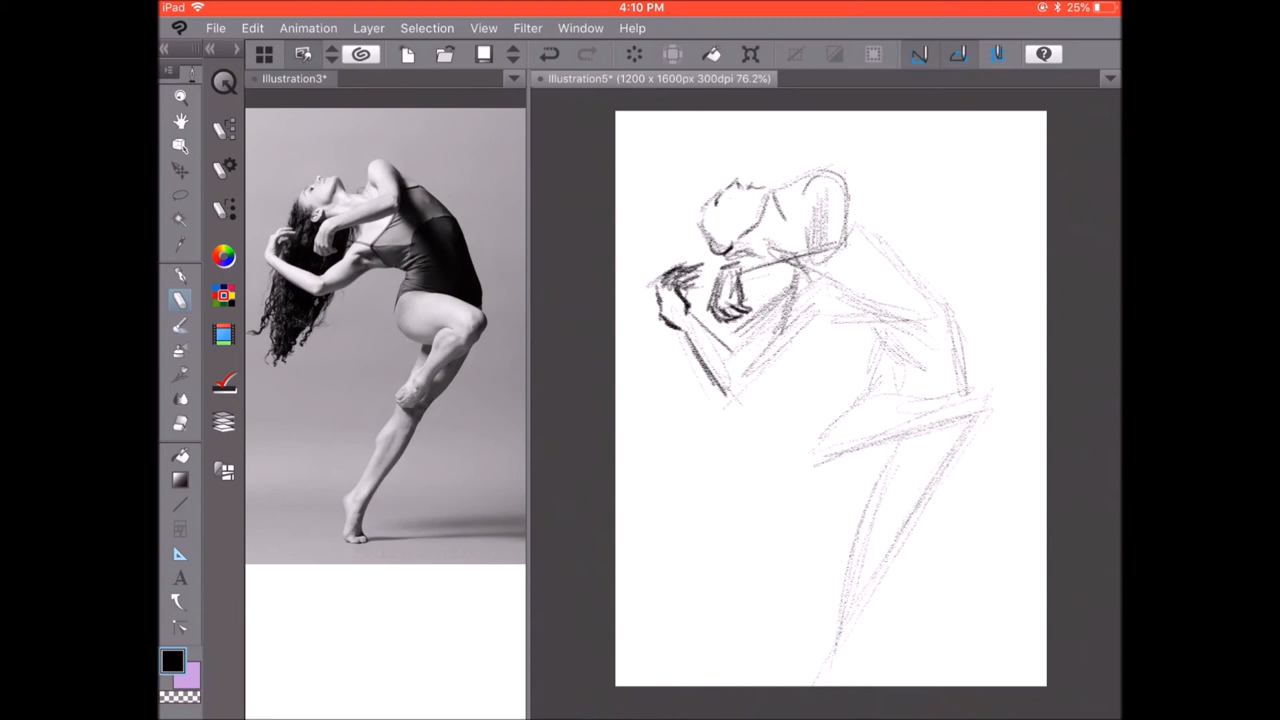 iPad 4:10 PM 25%
File Edit Animation Layer Selection View Filter Window Help
Illustration3* Illustration5* (1200 x 1600px 300dpi 76.2%)
A